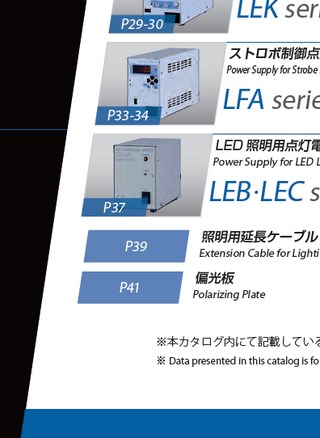 LEK seri
P29-30
ストロボ制御点
Power Supply for Strobe
LFA serie
P33-34
LED 照明用点灯電
Power Supply for LED L
LEB･LEC s
P37
P39
照明用延長ケーブル
Extension Cable for Lighti
P41
偏光板
Polarizing Plate
※本カタログ内にて記載している
※ Data presented in this catalog is fo